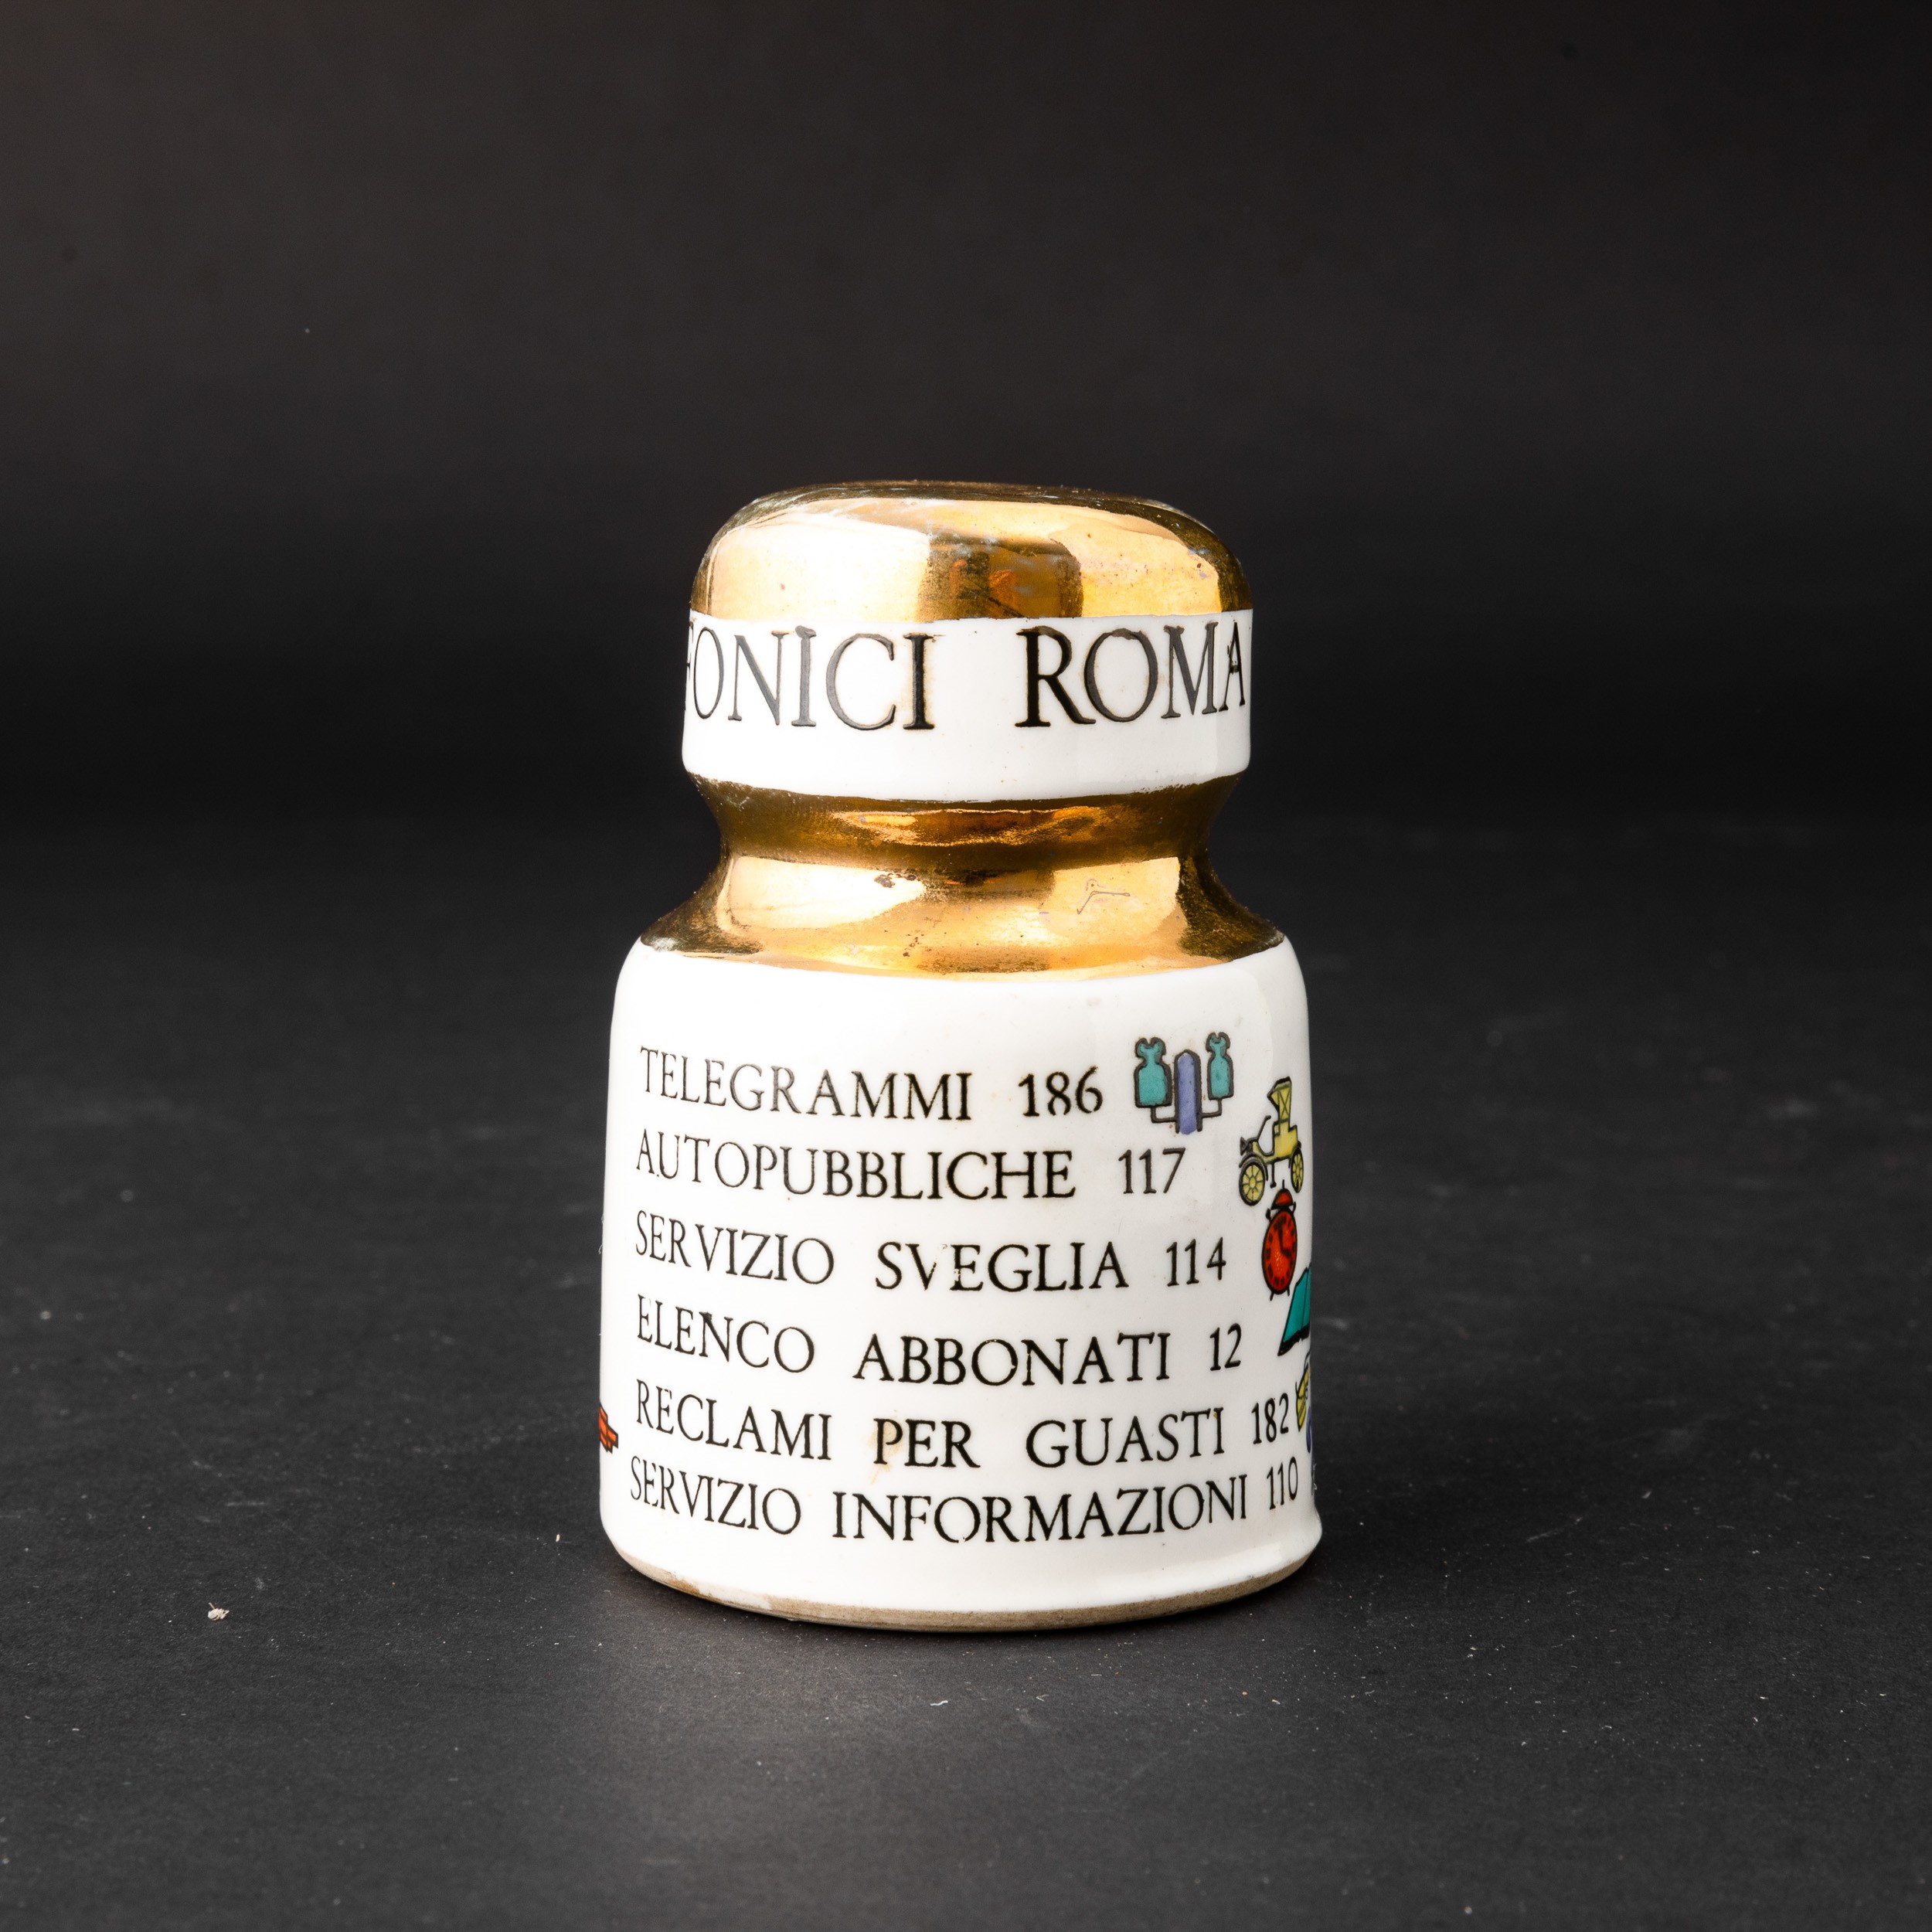 FONICI ROMA
TELEGRAMMI 186
AUTOPUBBLICHE 117
SERVIZIO SVEGLIA 114
ELENCO ABBONATI 12
RECLAMI PER GUASTI 182
SERVIZIO INFORMAZIONI 110